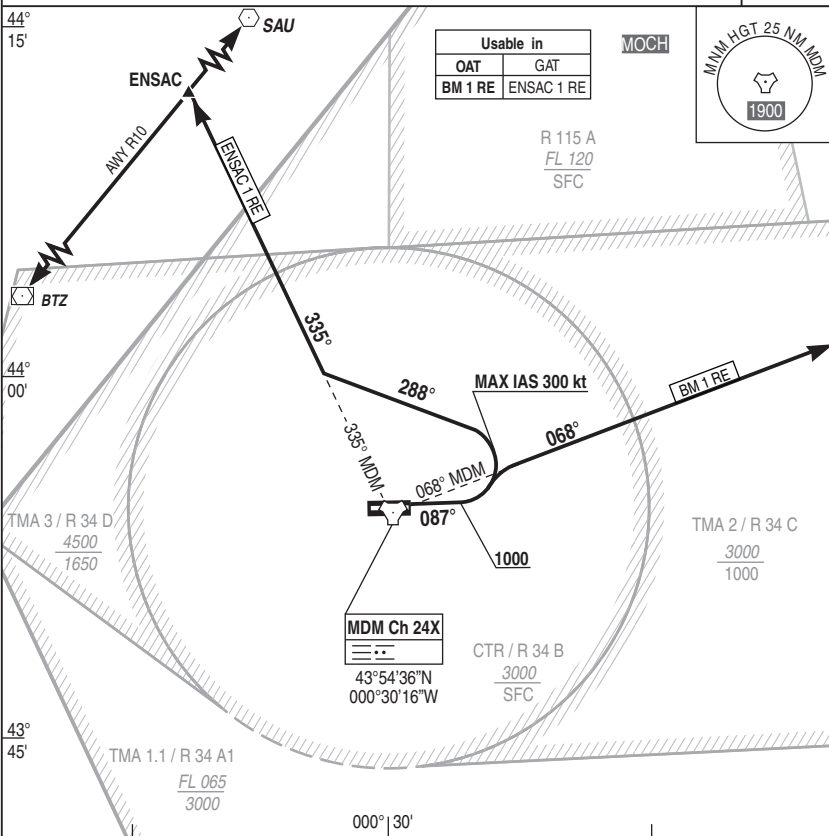 44°
15'
SAU
ENSAC
AWY R10
ENSAC 1 RE
BTZ
Usable in
OAT GAT
BM 1 RE ENSAC 1 RE
MOCH
MNM HGT 25 NM MDM
1900
R 115 A
FL 120
SFC
44°
00'
335°
288°
MAX IAS 300 kt
BM 1 RE
068°
335° MDM
068° MDM
087°
1000
TMA 3 / R 34 D
4500
1650
TMA 2 / R 34 C
3000
1000
MDM Ch 24X
43°54'36"N
000°30'16"W
CTR / R 34 B
3000
SFC
43°
45'
TMA 1.1 / R 34 A1
FL 065
3000
000° 30'